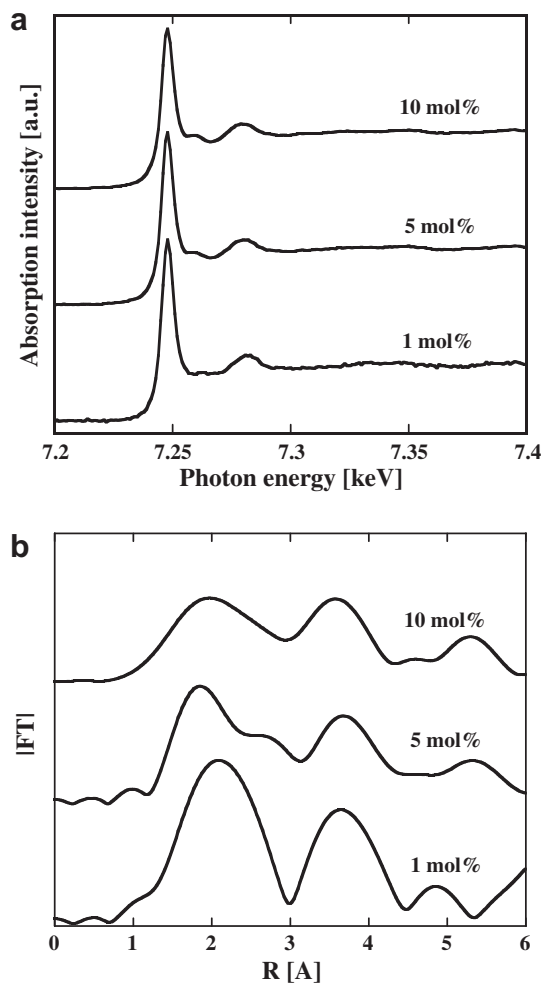 a
Absorption intensity [a.u.]
10 mol%
5 mol%
1 mol%
7.2 7.25 7.3 7.35 7.4
Photon energy [keV]
b
|FT|
10 mol%
5 mol%
1 mol%
0 1 2 3 4 5 6
R [A]